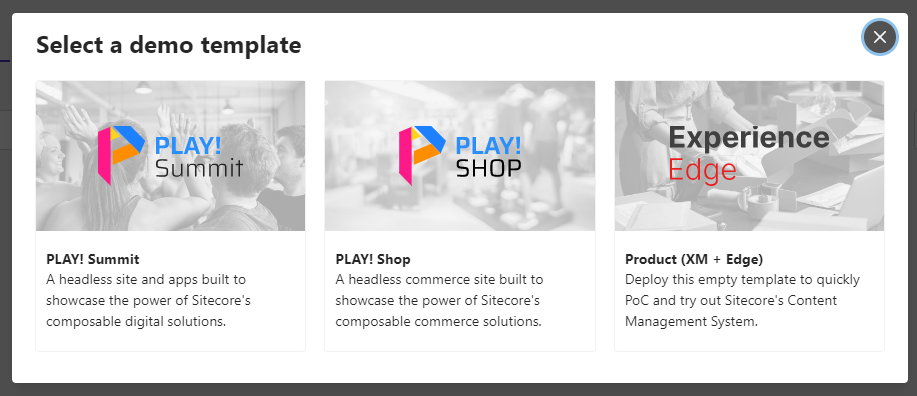 Select a demo template
PLAY!
Summit
PLAY!
SHOP
Experience
Edge
PLAY! Summit
A headless site and apps built to
showcase the power of Sitecore's
composable digital solutions.
PLAY! Shop
A headless commerce site built to
showcase the power of Sitecore's
composable commerce solutions.
Product (XM + Edge)
Deploy this empty template to quickly
PoC and try out Sitecore's Content
Management System.